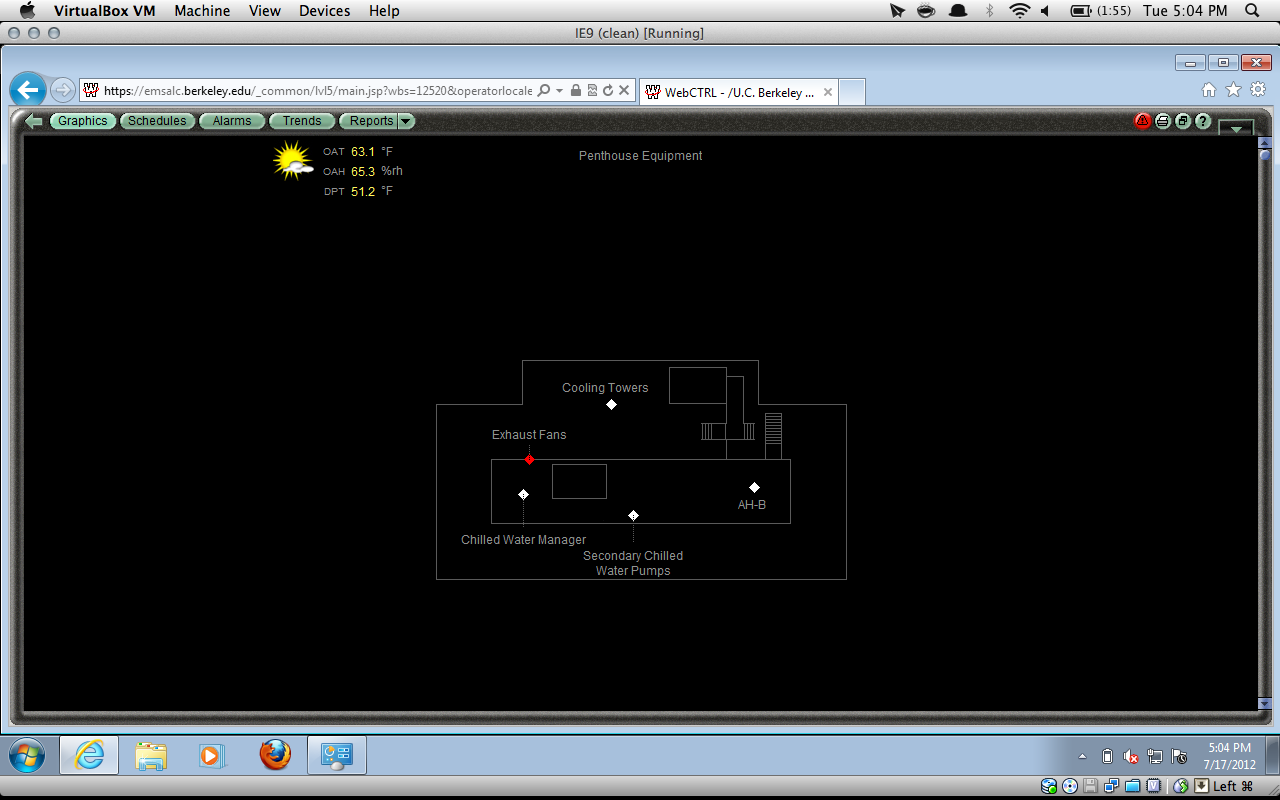 VirtualBox VM Machine View Devices Help (1:55) Tue 5:04 PM
IE9 (clean) [Running]
https://emsalc.berkeley.edu/_common/lvl5/main.jsp?wbs=12520&operatorlocale WebCTRL - /U.C. Berkeley ...
Graphics Schedules Alarms Trends Reports ?
OAT 63.1 °F
Penthouse Equipment
OAH 65.3 %rh
DPT 51.2 °F
Cooling Towers
Exhaust Fans
AH-B
Chilled Water Manager
Secondary Chilled
Water Pumps
5:04 PM
7/17/2012
Left ⌘